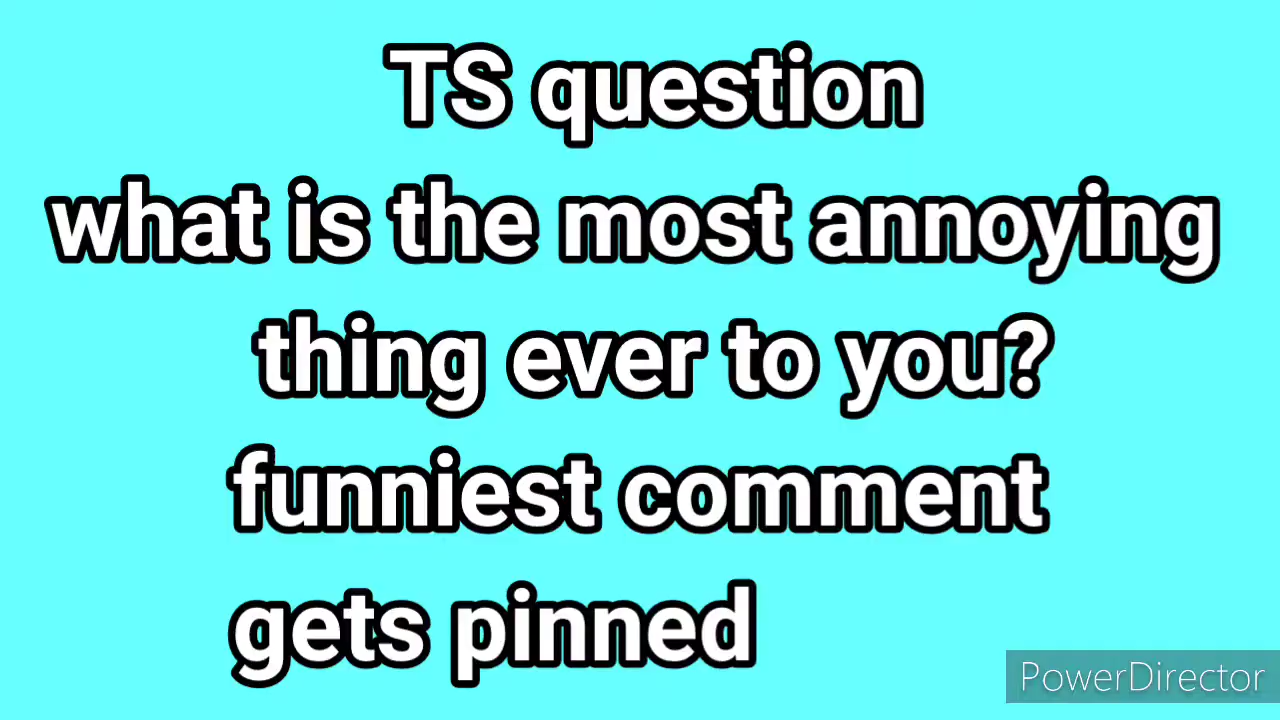 TS question
what is the most annoying
thing ever to you?
funniest comment
gets pinned
PowerDirector